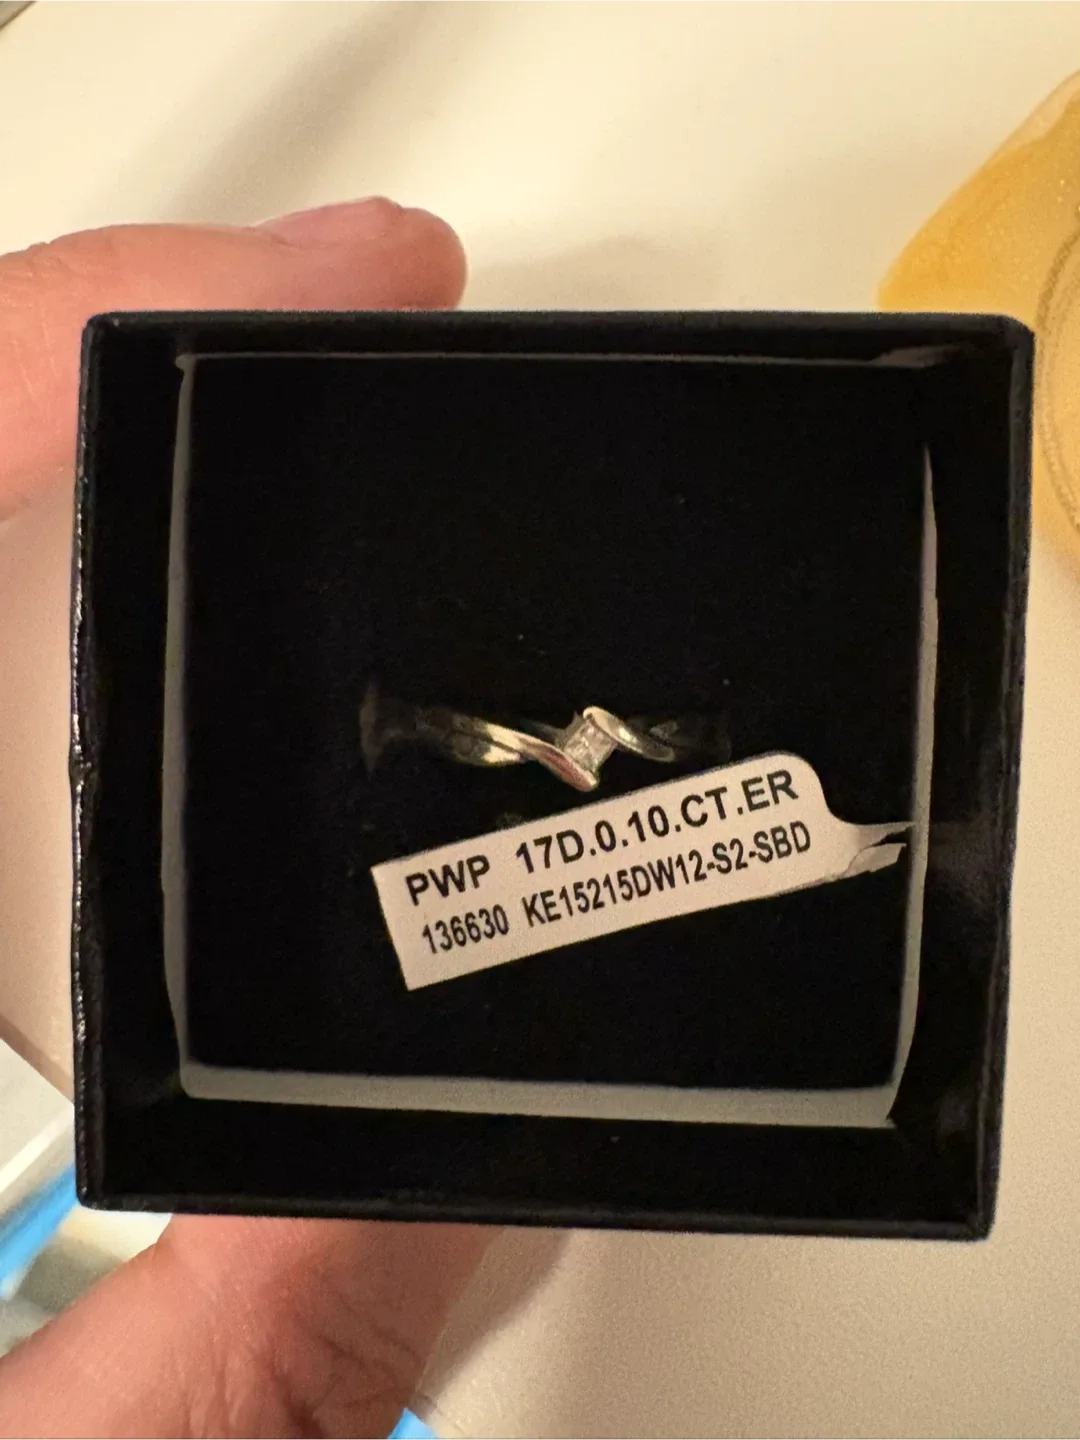 PWP 17D.0.10.CT.ER
136630 KE15215DW12-S2-SBD